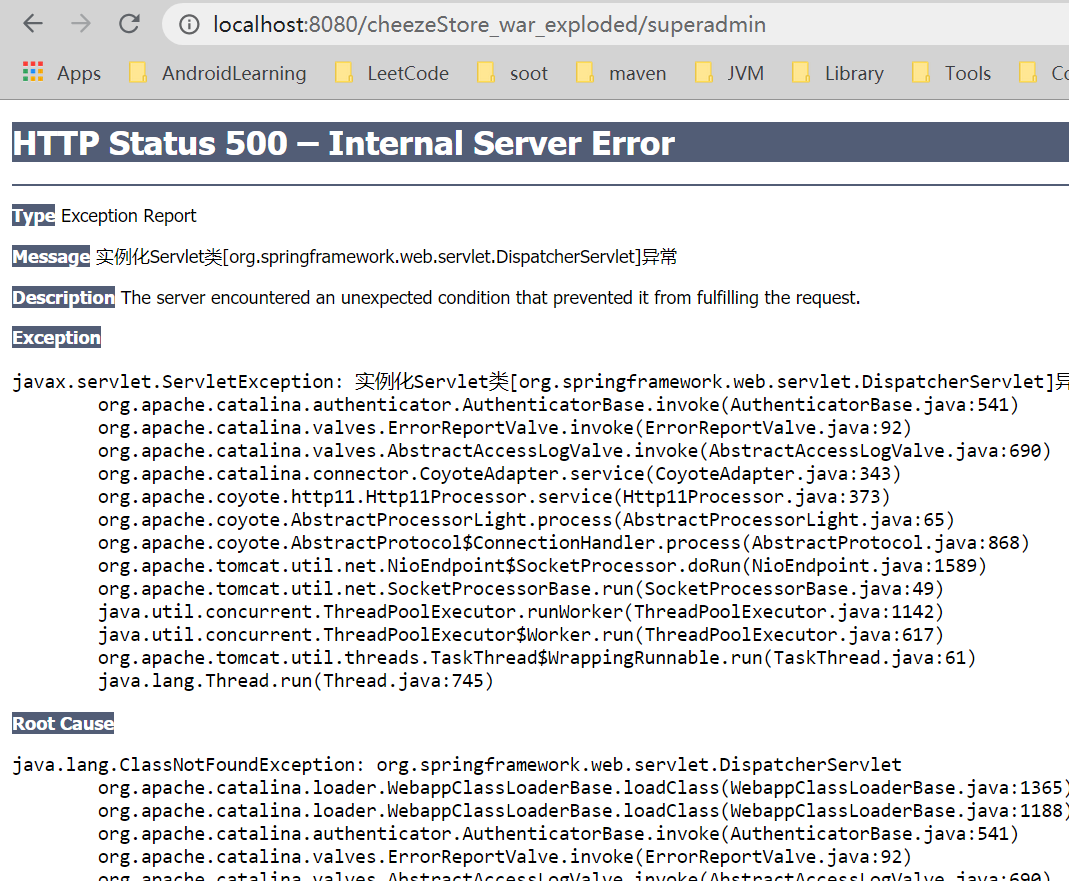 localhost:8080/cheezeStore_war_exploded/superadmin
Apps AndroidLearning LeetCode soot maven JVM Library Tools
HTTP Status 500 – Internal Server Error
Type Exception Report
Message 实例化Servlet类[org.springframework.web.servlet.DispatcherServlet]异常
Description The server encountered an unexpected condition that prevented it from fulfilling the request.
Exception
javax.servlet.ServletException: 实例化Servlet类[org.springframework.web.servlet.DispatcherServlet]异
org.apache.catalina.authenticator.AuthenticatorBase.invoke(AuthenticatorBase.java:541)
org.apache.catalina.valves.ErrorReportValve.invoke(ErrorReportValve.java:92)
org.apache.catalina.valves.AbstractAccessLogValve.invoke(AbstractAccessLogValve.java:690)
org.apache.catalina.connector.CoyoteAdapter.service(CoyoteAdapter.java:343)
org.apache.coyote.http11.Http11Processor.service(Http11Processor.java:373)
org.apache.coyote.AbstractProcessorLight.process(AbstractProcessorLight.java:65)
org.apache.coyote.AbstractProtocol$ConnectionHandler.process(AbstractProtocol.java:868)
org.apache.tomcat.util.net.NioEndpoint$SocketProcessor.doRun(NioEndpoint.java:1589)
org.apache.tomcat.util.net.SocketProcessorBase.run(SocketProcessorBase.java:49)
java.util.concurrent.ThreadPoolExecutor.runWorker(ThreadPoolExecutor.java:1142)
java.util.concurrent.ThreadPoolExecutor$Worker.run(ThreadPoolExecutor.java:617)
org.apache.tomcat.util.threads.TaskThread$WrappingRunnable.run(TaskThread.java:61)
java.lang.Thread.run(Thread.java:745)
Root Cause
java.lang.ClassNotFoundException: org.springframework.web.servlet.DispatcherServlet
org.apache.catalina.loader.WebappClassLoaderBase.loadClass(WebappClassLoaderBase.java:1365)
org.apache.catalina.loader.WebappClassLoaderBase.loadClass(WebappClassLoaderBase.java:1188)
org.apache.catalina.authenticator.AuthenticatorBase.invoke(AuthenticatorBase.java:541)
org.apache.catalina.valves.ErrorReportValve.invoke(ErrorReportValve.java:92)
org.apache.catalina.valves.AbstractAccessLogValve.invoke(AbstractAccessLogValve.java:690)